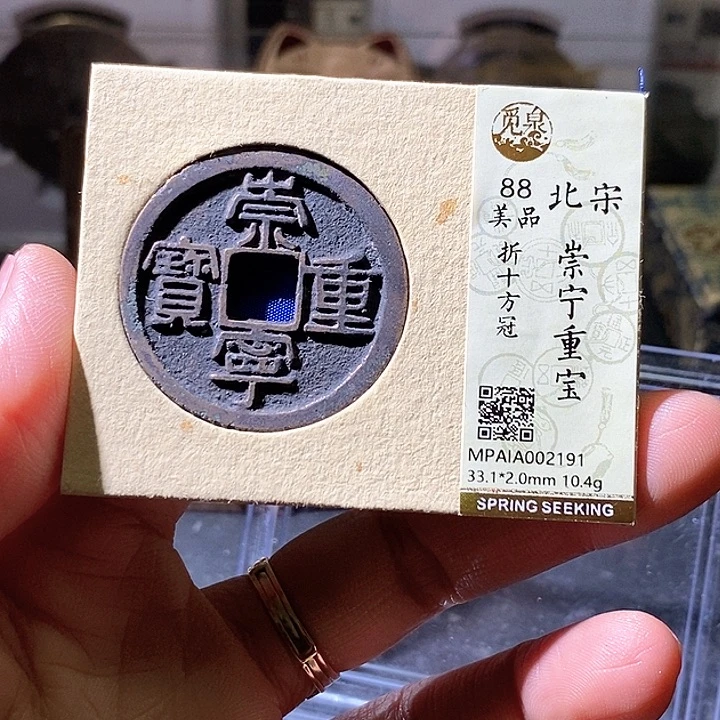 崇
寧
重
寶
觅泉
北宋
崇宁重宝
88
美品
折十方冠
MPAIA002191
33.1*2.0mm 10.4g
SPRING SEEKING